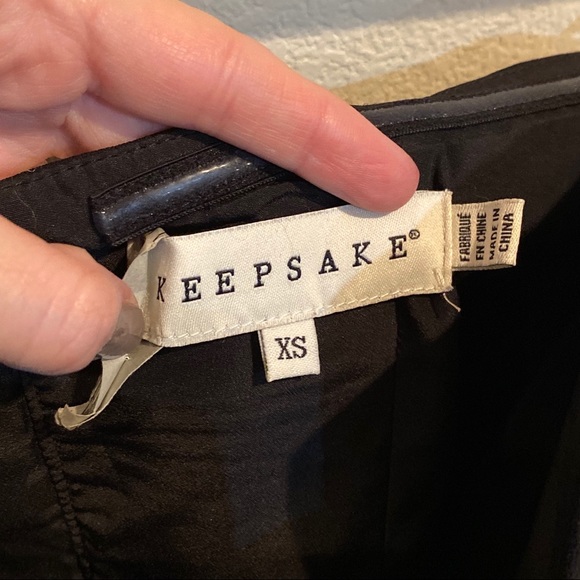 KEEPSAKE®
XS
FABRIQUÉ
EN CHINE
MADE IN
CHINA